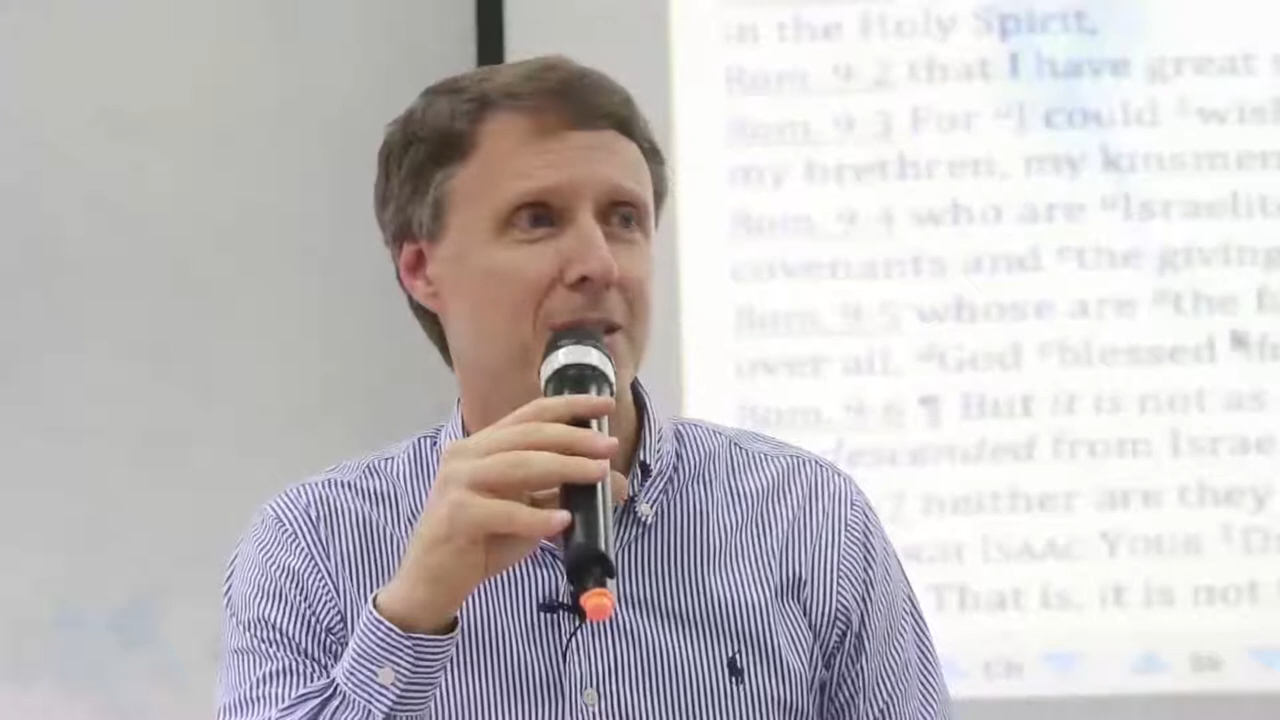 in the Holy Spirit,
Rom. 9:2 that I have great
Rom. 9:3 For "I could wish
my brethren, my kinsmen
Rom. 9:4 who are "Israelit
covenants and "the giving
Rom. 9:5 whose are "the f
over all, "God blessed
Rom. 9:6 ¶ But it is not as
descended from Israe
7 neither are they
ISAAC YOUR
That is, it is not